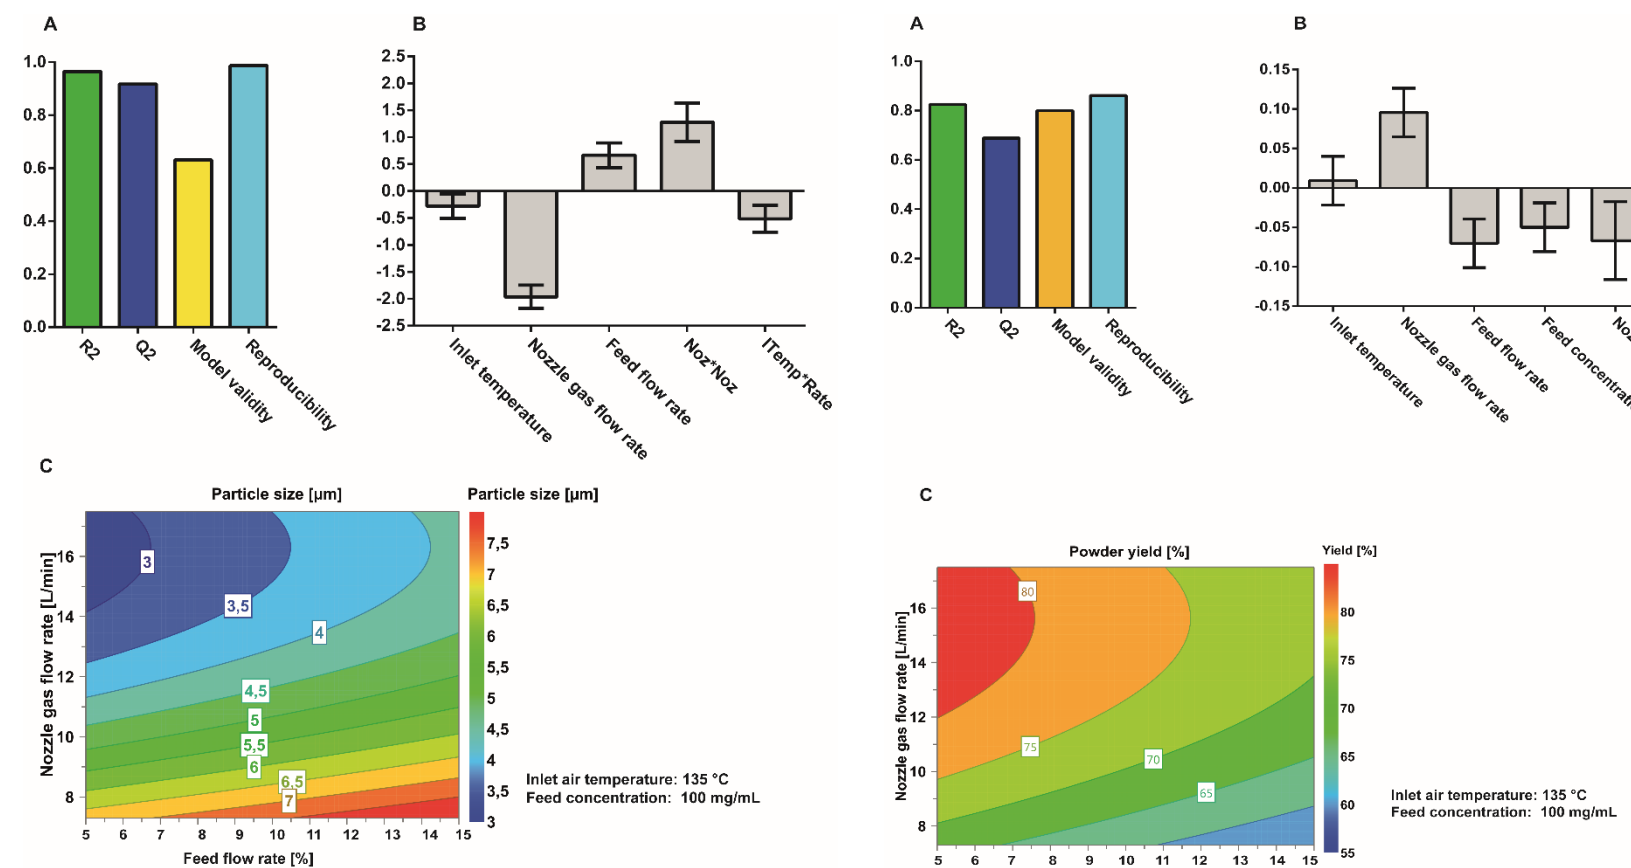 A
B
1.0
0.8
0.6
0.4
0.2
0.0
R2
Q2
Model validity
Reproducibility
2.5
2.0
1.5
1.0
0.5
0.0
-0.5
-1.0
-1.5
-2.0
-2.5
Inlet temperature
Nozzle gas flow rate
Feed flow rate
Noz*Noz
ITemp*Rate
A
B
1.0
0.8
0.6
0.4
0.2
0.0
R2
Q2
Model validity
Reproducibility
0.15
0.10
0.05
0.00
-0.05
-0.10
-0.15
Inlet temperature
Nozzle gas flow rate
Feed flow rate
Feed concentratio
Noz
C
Particle size [µm]
Particle size [µm]
Nozzle gas flow rate [L/min]
16
14
12
10
8
3
3,5
4
4,5
5
5,5
6
6,5
7
5 6 7 8 9 10 11 12 13 14 15
Feed flow rate [%]
7,5
7
6,5
6
5,5
5
4,5
4
3,5
3
Inlet air temperature: 135 °C
Feed concentration: 100 mg/mL
C
Powder yield [%]
Yield [%]
Nozzle gas flow rate [L/min]
16
14
12
10
8
80
75
70
65
5 6 7 8 9 10 11 12 13 14 15
Feed flow rate [%]
80
75
70
65
60
55
Inlet air temperature: 135 °C
Feed concentration: 100 mg/mL